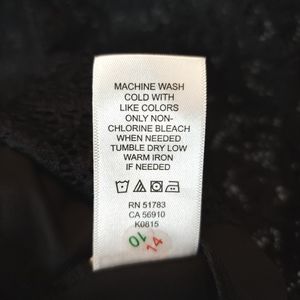 MACHINE WASH
COLD WITH
LIKE COLORS
ONLY NON-
CHLORINE BLEACH
WHEN NEEDED
TUMBLE DRY LOW
WARM IRON
IF NEEDED
RN 51783
CA 56910
K0815
10
14